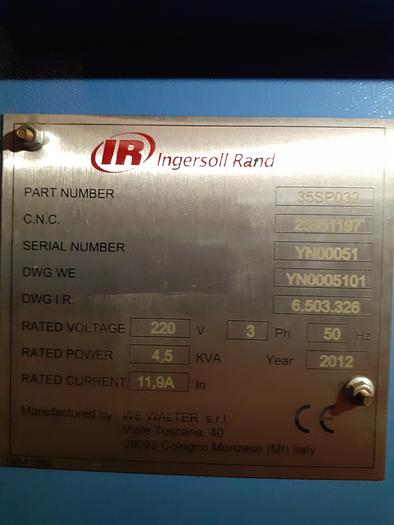 IR Ingersoll Rand
PART NUMBER 35SP032
C.N.C. 23351197
SERIAL NUMBER YN00051
DWG WE YN0005101
DWG I.R. 6.503.326
RATED VOLTAGE 220 V 3 Ph 50 Hz
RATED POWER 4,5 KVA Year 2012
RATED CURRENT 11,9A In
Manufactured by: WE WALTER s.r.l.
Viale Toscana, 40
20093 Cologno Monzese (MI) Italy
CE